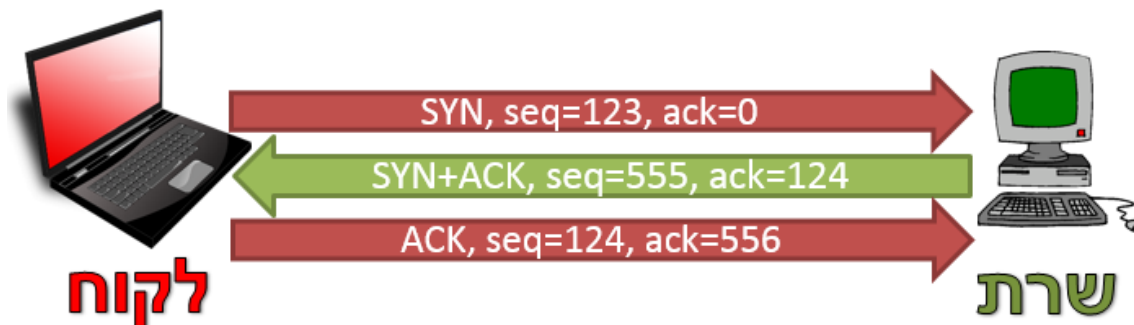 SYN, seq=123, ack=0
SYN+ACK, seq=555, ack=124
ACK, seq=124, ack=556
לקוח
שרת